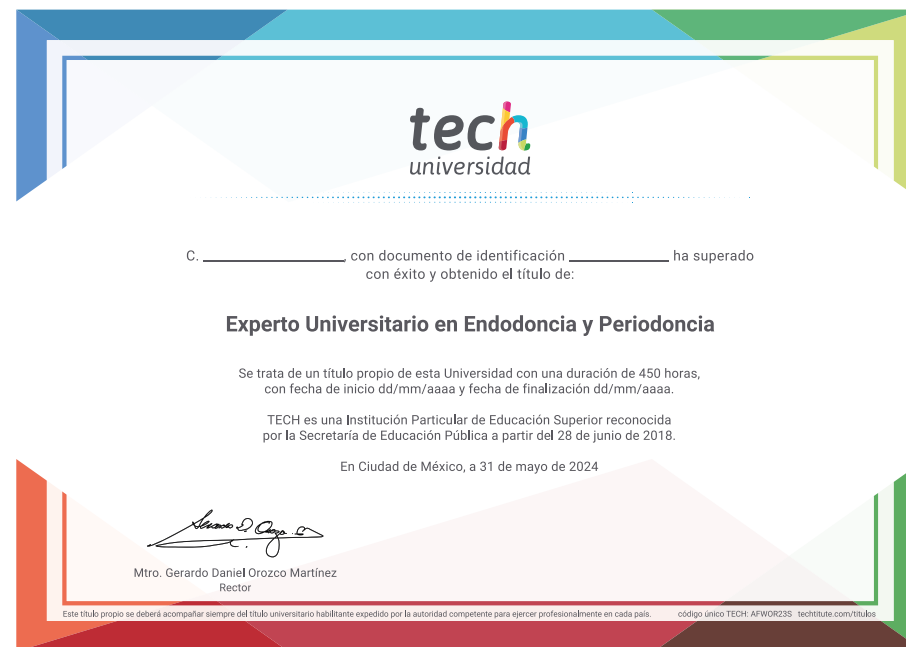 tech
universidad
C. ____________, con documento de identificación ____________ ha superado
con éxito y obtenido el título de:
Experto Universitario en Endodoncia y Periodoncia
Se trata de un título propio de esta Universidad con una duración de 450 horas,
con fecha de inicio dd/mm/aaaa y fecha de finalización dd/mm/aaaa.
TECH es una Institución Particular de Educación Superior reconocida
por la Secretaría de Educación Pública a partir del 28 de junio de 2018.
En Ciudad de México, a 31 de mayo de 2024
Mtro. Gerardo Daniel Orozco Martínez
Rector
Este título propio se deberá acompañar siempre del título universitario habilitante expedido por la autoridad competente para ejercer profesionalmente en cada país. código único TECH: AFWOR23S techtitute.com/titulos